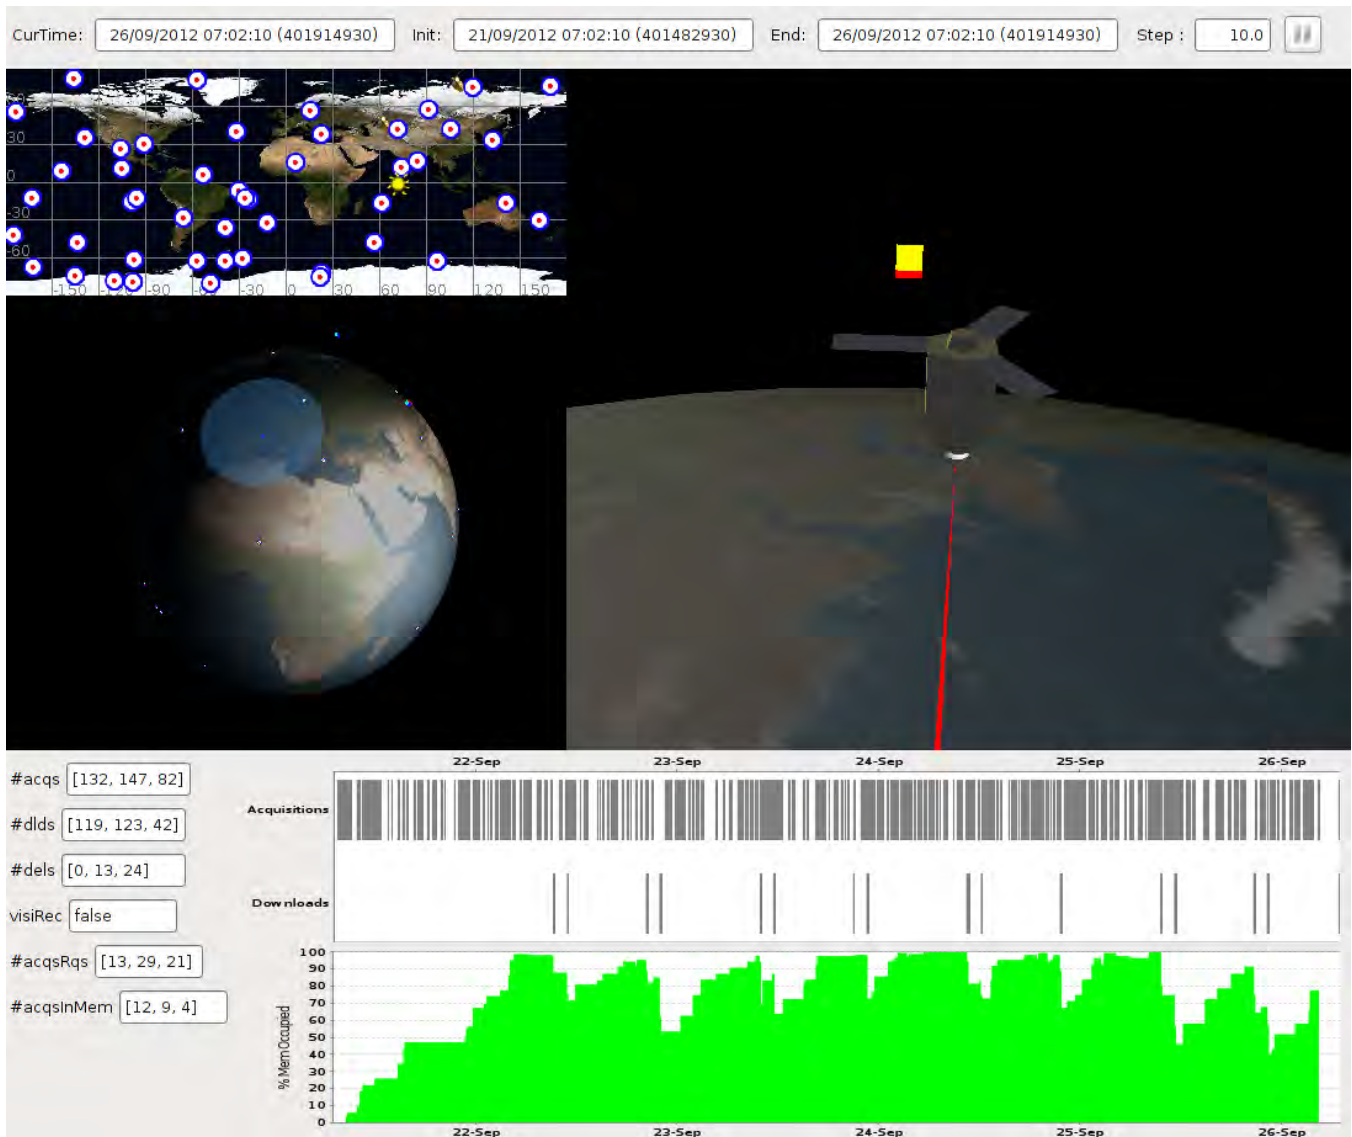 CurTime: 26/09/2012 07:02:10 (401914930) Init: 21/09/2012 07:02:10 (401482930) End: 26/09/2012 07:02:10 (401914930) Step : 10.0
30
0
-30
-60
-150 -120 -90 -60 -30 0 30 60 90 120 150
#acqs [132, 147, 82]
#dlds [119, 123, 42]
#dels [0, 13, 24]
visiRec false
#acqsRqs [13, 29, 21]
#acqsInMem [12, 9, 4]
22-Sep 23-Sep 24-Sep 25-Sep 26-Sep
Acquisitions
Downloads
% Mem Occupied
100
90
80
70
60
50
40
30
20
10
0
22-Sep 23-Sep 24-Sep 25-Sep 26-Sep